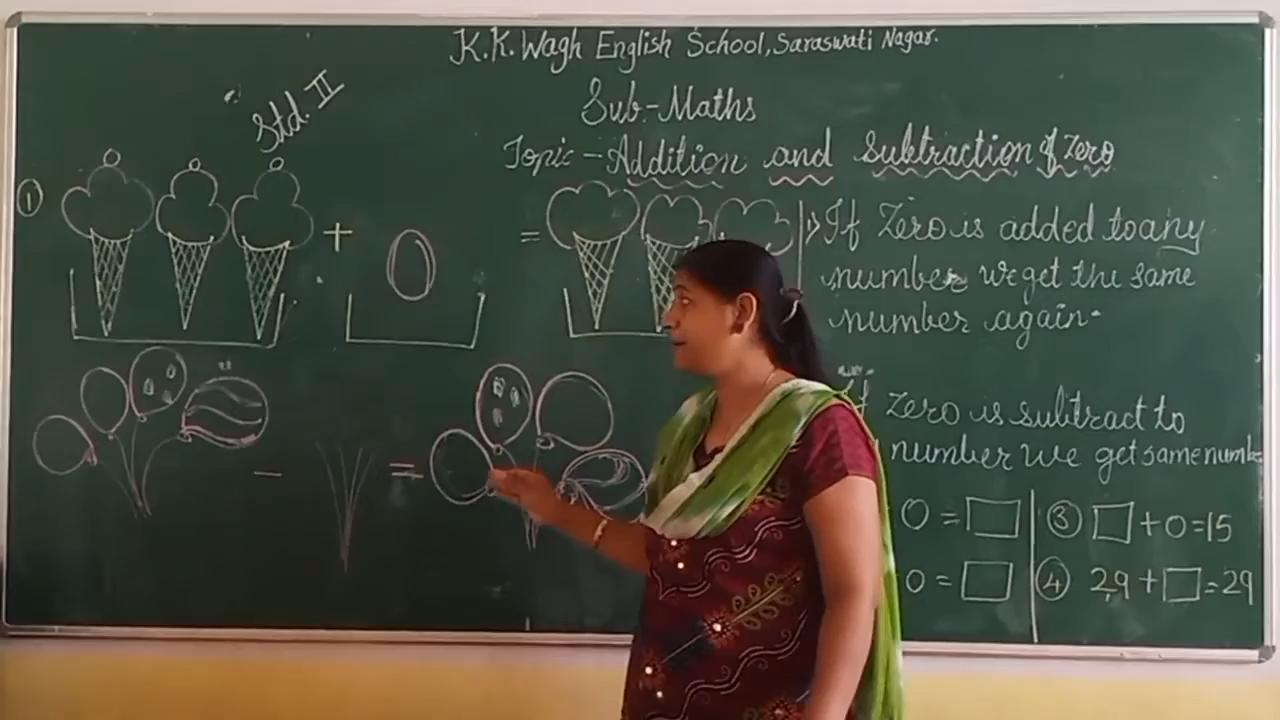 K.K. Wagh English School, Saraswati Nagar.
Std. II
Sub-Maths
Topic - Addition and Subtraction of Zero
①
+ 0 =
If Zero is added to any
number we get the same
number again.
- =
If Zero is subtract to
number we get same numbe
0 = □
③ □ + 0 = 15
0 = □
④ 29 + □ = 29